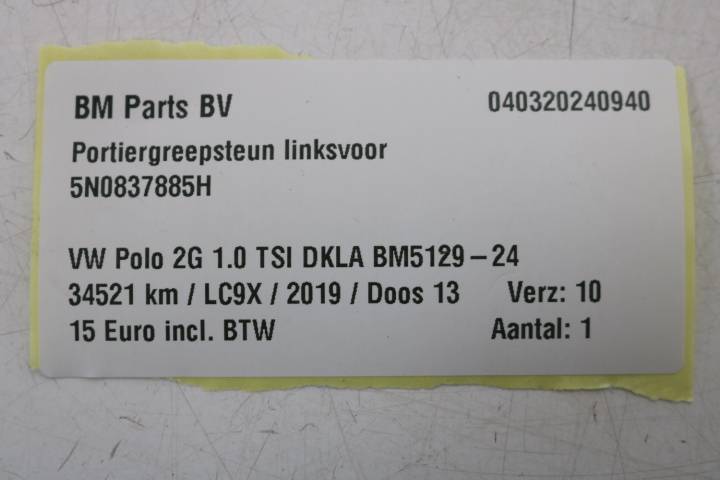 BM Parts BV 040320240940
Portiergreepsteun linksvoor
5N0837885H
VW Polo 2G 1.0 TSI DKLA BM5129-24
34521 km / LC9X / 2019 / Doos 13 Verz: 10
15 Euro incl. BTW Aantal: 1